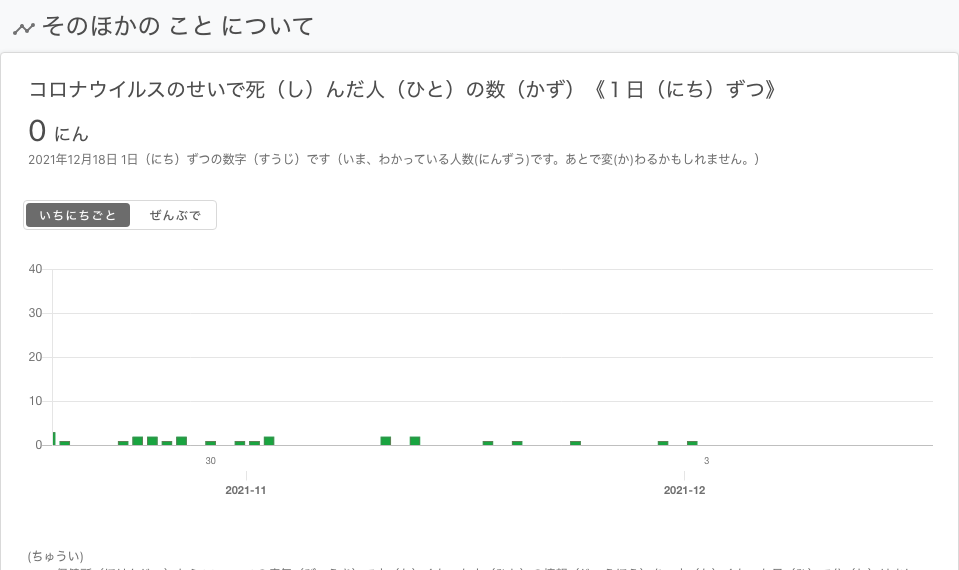 そのほかの こと について
コロナウイルスのせいで死（し）んだ人（ひと）の数（かず）《１日（にち）ずつ》
0 にん
2021年12月18日 1日（にち）ずつの数字（すうじ）です（いま、わかっている人数(にんずう)です。あとで変(か)わるかもしれません。）
いちにちごと ぜんぶで
40
30
20
10
0
30 3
2021-11 2021-12
(ちゅうい)